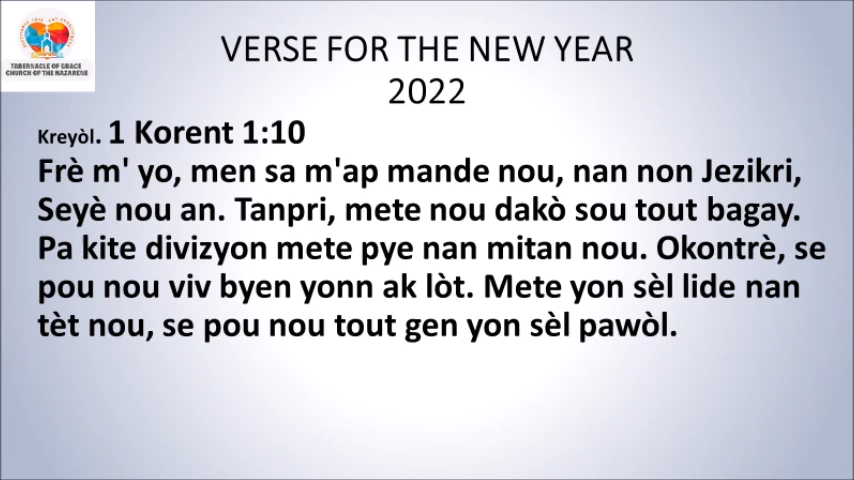 TABERNACLE OF GRACE
CHURCH OF THE NAZARENE
VERSE FOR THE NEW YEAR
2022
Kreyòl. 1 Korent 1:10
Frè m' yo, men sa m'ap mande nou, nan non Jezikri,
Seyè nou an. Tanpri, mete nou dakò sou tout bagay.
Pa kite divizyon mete pye nan mitan nou. Okontrè, se
pou nou viv byen yonn ak lòt. Mete yon sèl lide nan
tèt nou, se pou nou tout gen yon sèl pawòl.